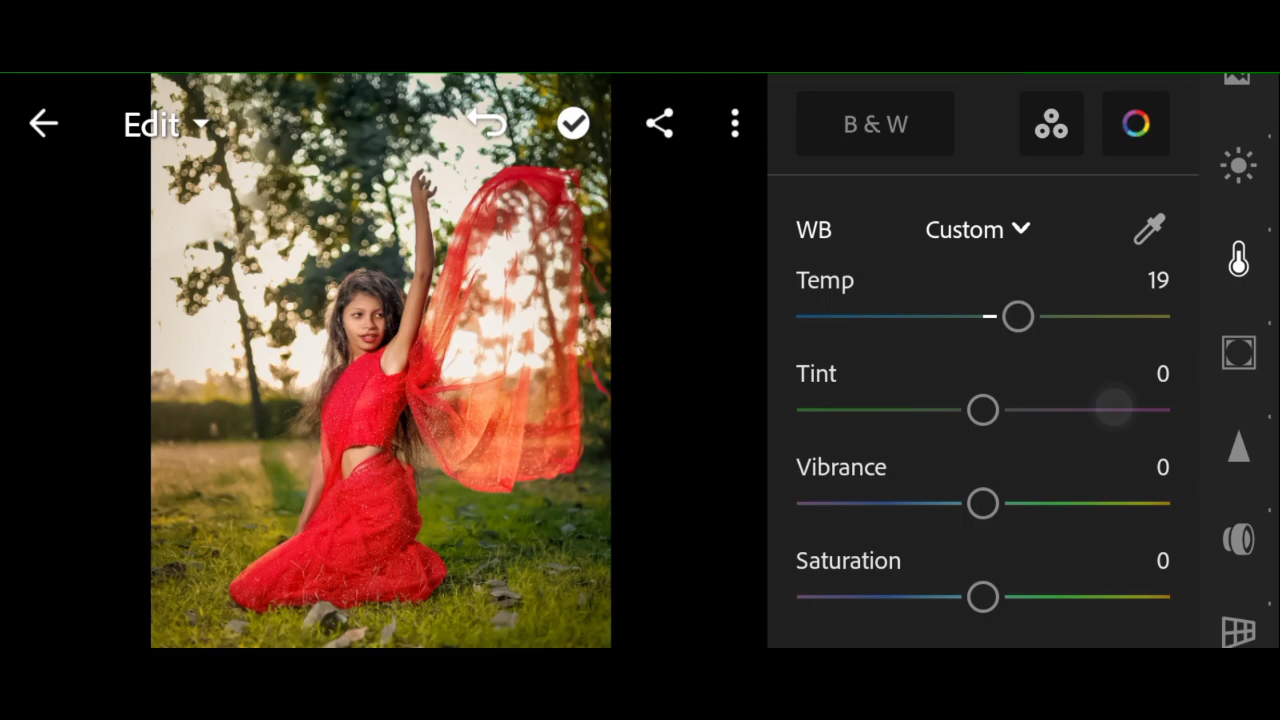 Edit
B & W
WB Custom
Temp 19
Tint 0
Vibrance 0
Saturation 0